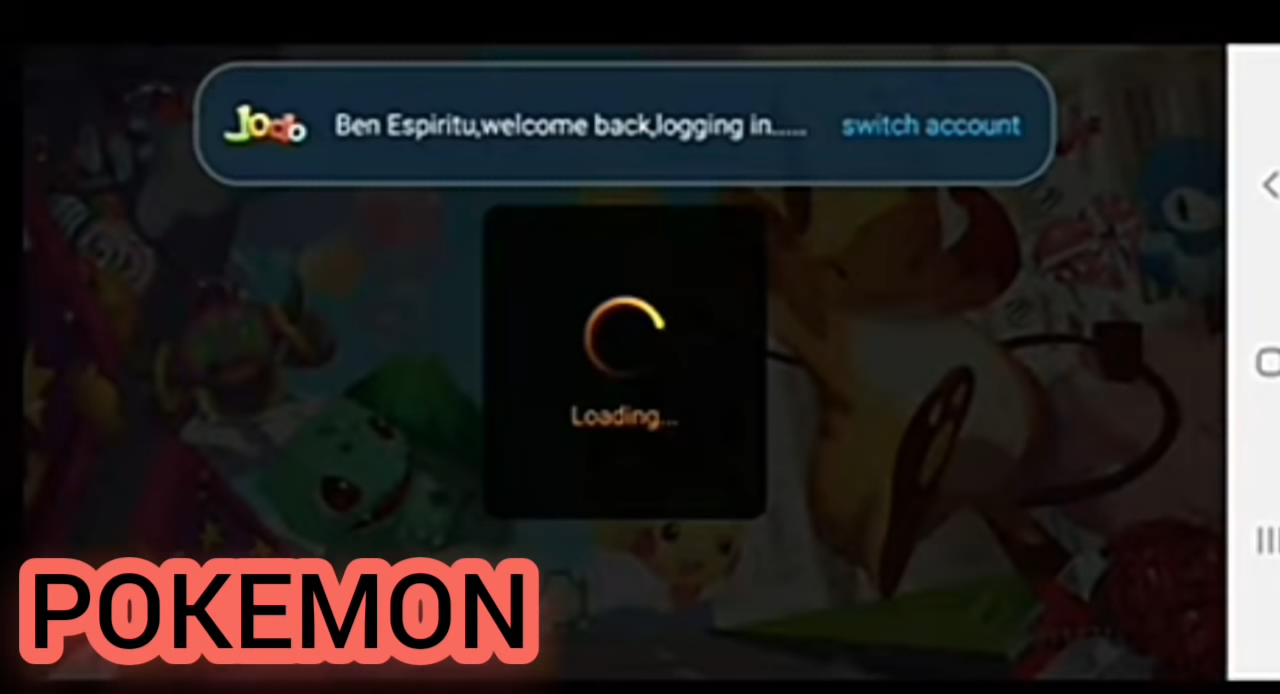 Jodo Ben Espiritu,welcome back,logging in..... switch account
Loading...
POKEMON